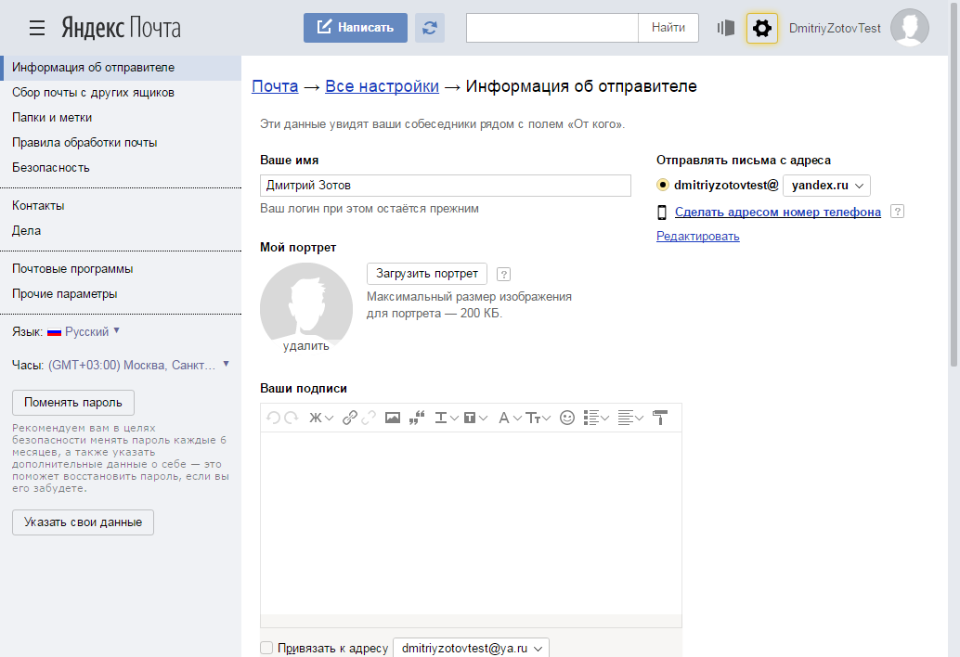 Яндекс Почта
Написать
Найти
DmitriyZotovTest
Информация об отправителе
Сбор почты с других ящиков
Папки и метки
Правила обработки почты
Безопасность
Контакты
Дела
Почтовые программы
Прочие параметры
Язык: Русский
Часы: (GMT+03:00) Москва, Санкт...
Поменять пароль
Рекомендуем вам в целях
безопасности менять пароль каждые 6
месяцев, а также указать
дополнительные данные о себе — это
поможет восстановить пароль, если вы
его забудете.
Указать свои данные
Почта → Все настройки → Информация об отправителе
Эти данные увидят ваши собеседники рядом с полем «От кого».
Ваше имя
Дмитрий Зотов
Ваш логин при этом остаётся прежним
Мой портрет
Загрузить портрет ?
Максимальный размер изображения
для портрета — 200 КБ.
удалить
Ваши подписи
Ж T T A Tт
Привязать к адресу dmitriyzotovtest@ya.ru
Отправлять письма с адреса
dmitriyzotovtest@ yandex.ru
Сделать адресом номер телефона ?
Редактировать